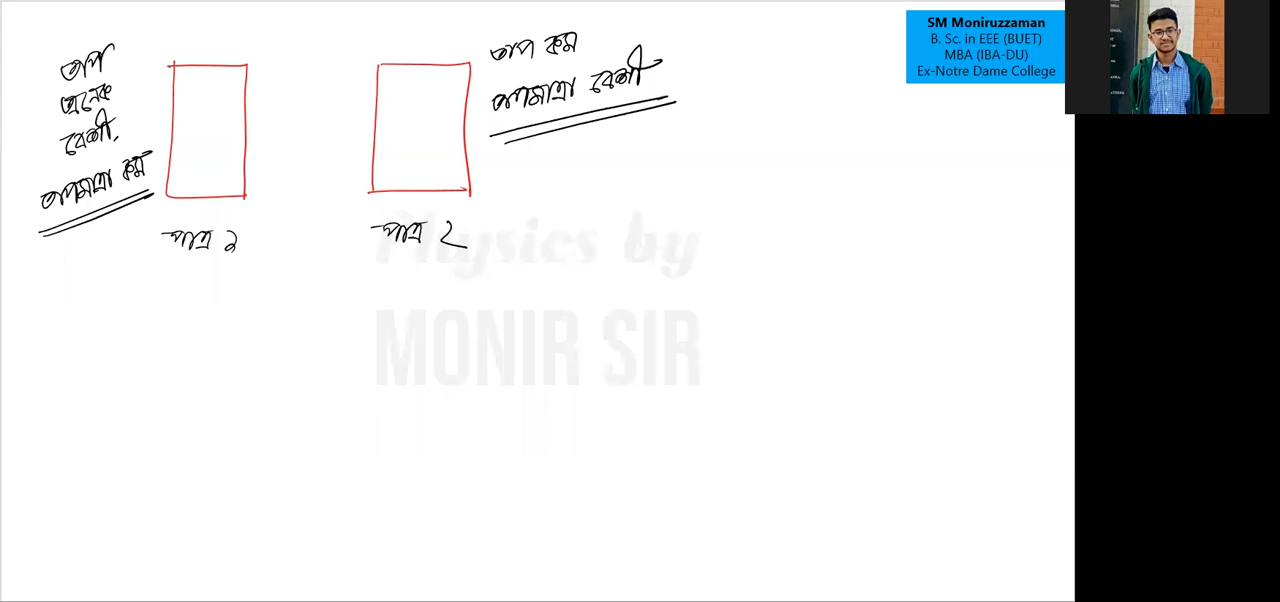 তাপ
অনেক
বেশী,
তাপমাত্রা কম
পাত্র ১
তাপ কম
তাপমাত্রা বেশী
পাত্র ২
Physics by
MONIR SIR
SM Moniruzzaman
B. Sc. in EEE (BUET)
MBA (IBA-DU)
Ex-Notre Dame College